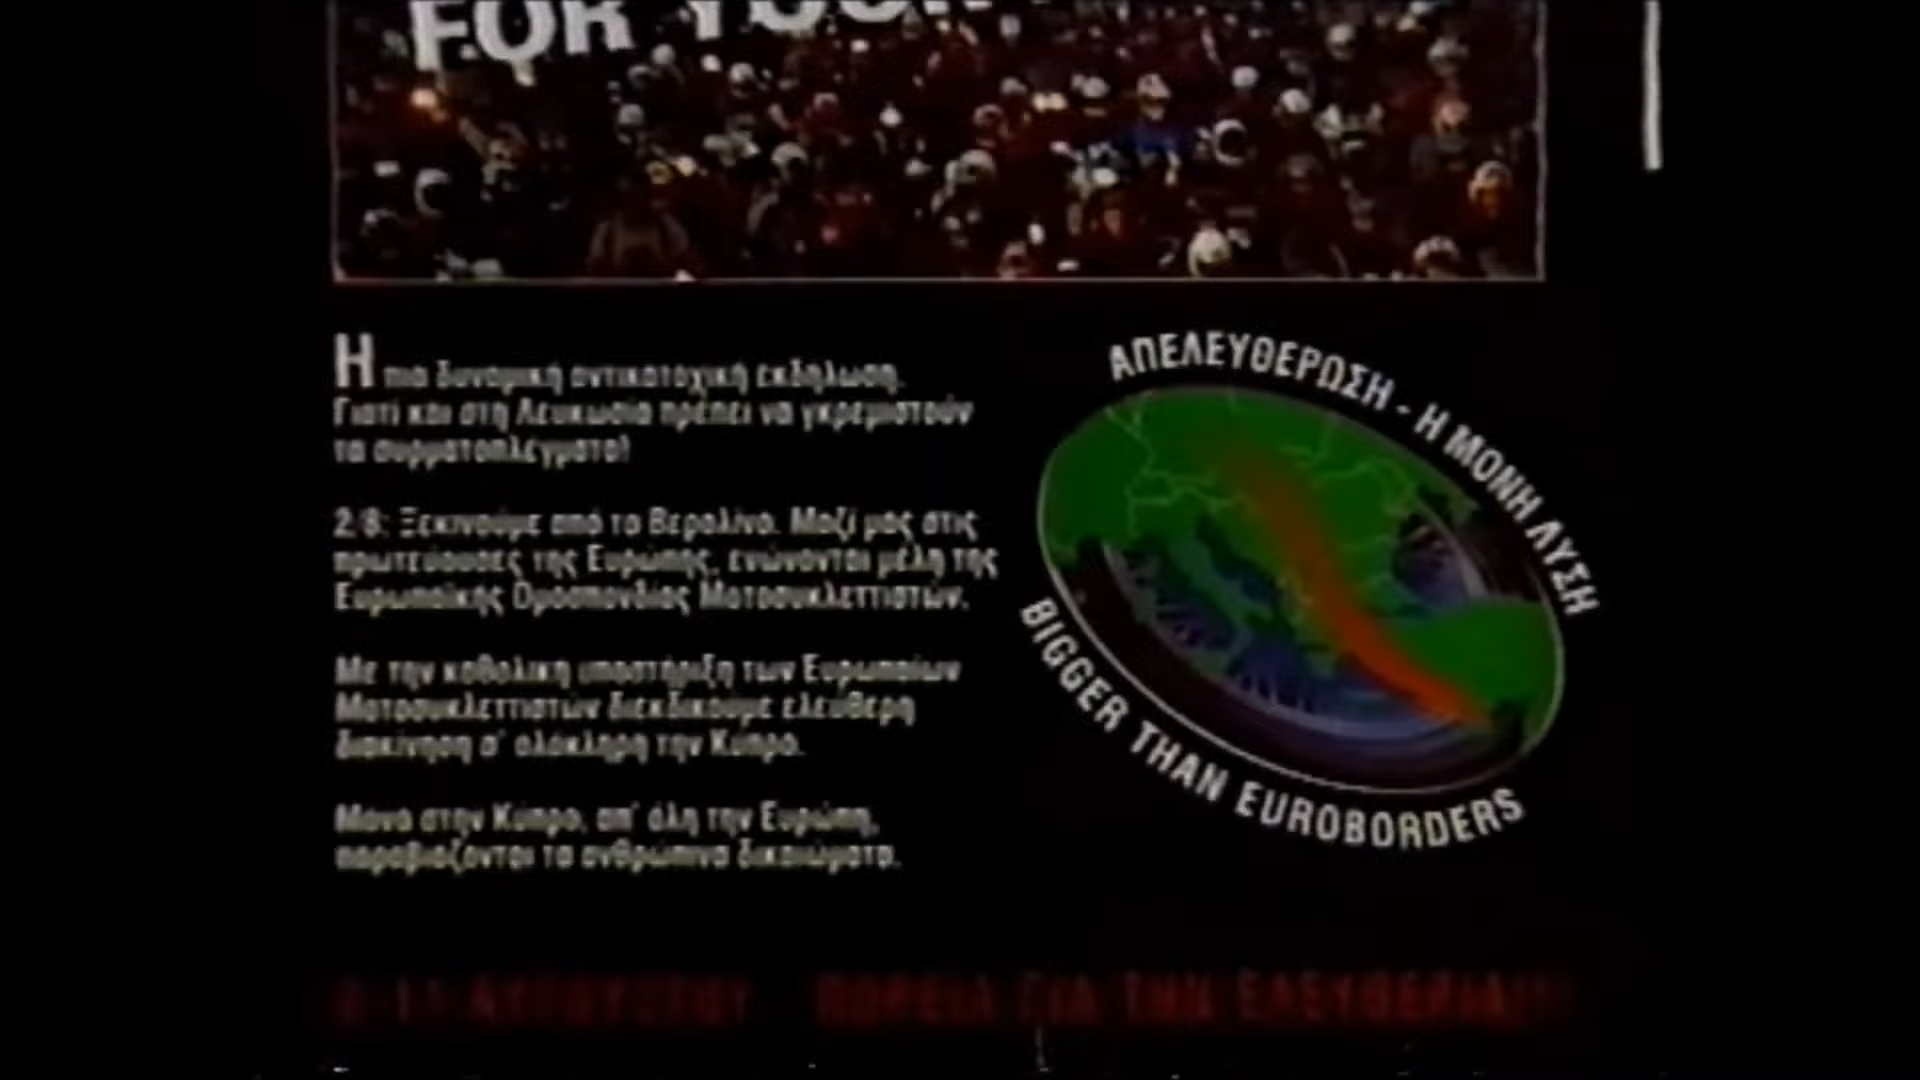 FOR YOUR
Η πιο δυναμική αντικατοχική εκδήλωση.
Γιατί και στη Λευκωσία πρέπει να γκρεμιστούν
τα συρματοπλέγματα!
2/8: Ξεκινούμε από το Βερολίνο. Μαζί μας στις
πρωτεύουσες της Ευρώπης, ενώνονται μέλη της
Ευρωπαϊκής Ομοσπονδίας Μοτοσυκλεττιστών.
Με την καθολική υποστήριξη των Ευρωπαίων
Μοτοσυκλεττιστών διεκδικούμε ελεύθερη
διακίνηση σ' ολόκληρη την Κύπρο.
Μόνο στην Κύπρο, απ' όλη την Ευρώπη,
παραβιάζονται τα ανθρώπινα δικαιώματα.
ΑΠΕΛΕΥΘΕΡΩΣΗ - Η ΜΟΝΗ ΛΥΣΗ
BIGGER THAN EUROBORDERS
11 ΑΥΓΟΥΣΤΟΥ ΠΟΡΕΙΑ ΓΙΑ ΤΗΝ ΕΛΕΥΘΕΡΙΑ